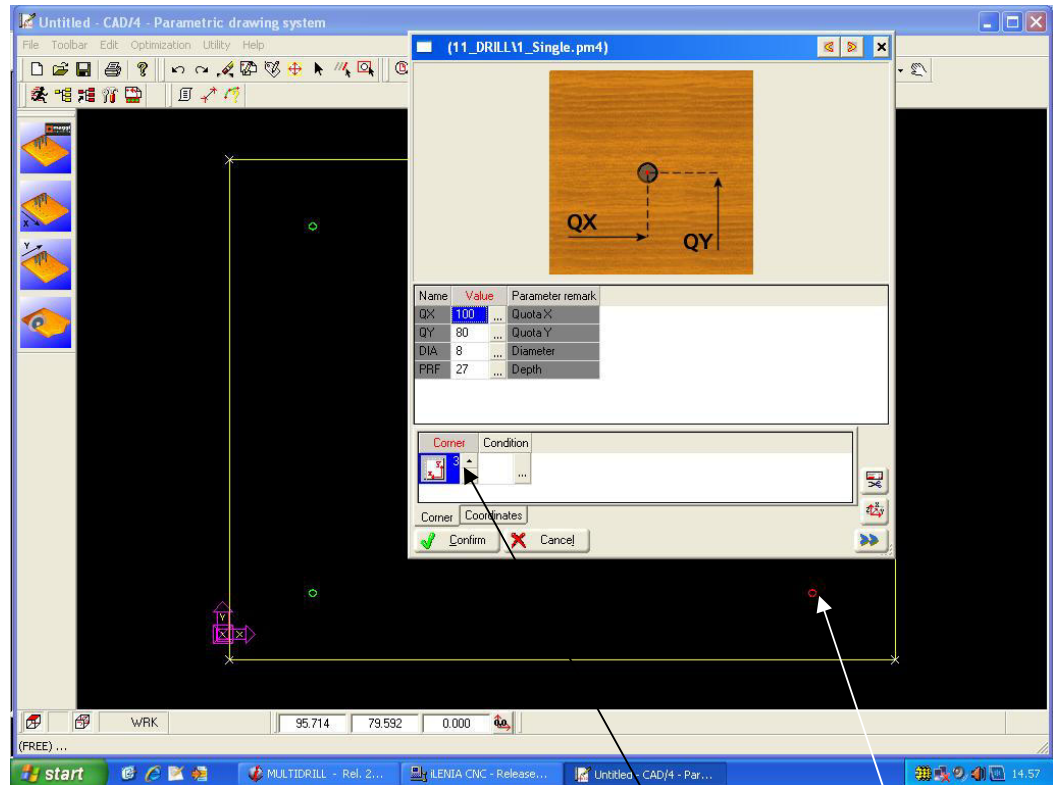 Untitled - CAD/4 - Parametric drawing system
File Toolbar Edit Optimization Utility Help
(11_DRILL\1_Single.pm4)
X
Y
QX
QY
Name Value Parameter remark
QX 100 ... Quota X
QY 80 ... Quota Y
DIA 8 ... Diameter
PRF 27 ... Depth
Corner Condition
3 ...
Corner Coordinates
Confirm Cancel
Y
X X
WRK 95.714 79.592 0.000
(FREE) ...
start MULTIDRILL - Rel. 2... iLENIA CNC - Release... Untitled - CAD/4 - Par... 14.57